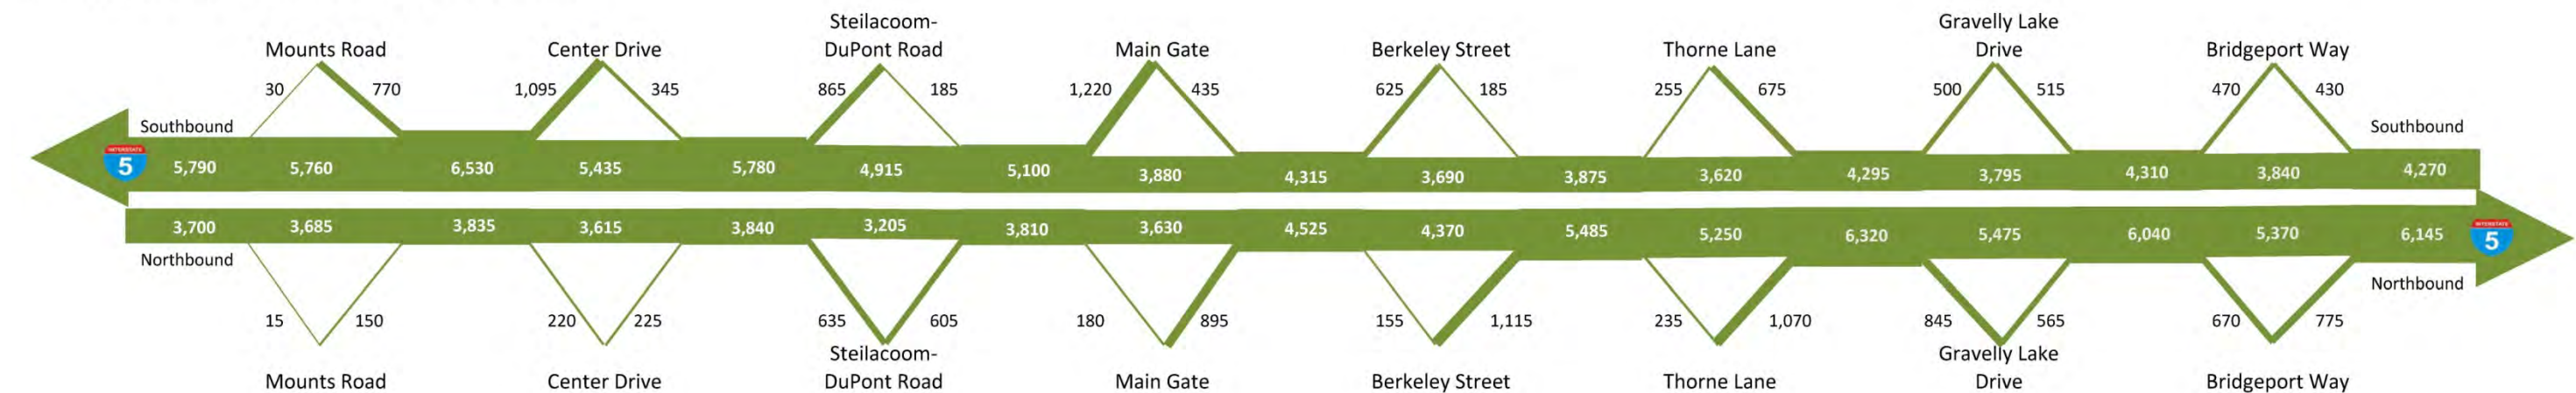 Steilacoom-
Gravelly Lake
Mounts Road Center Drive DuPont Road Main Gate Berkeley Street Thorne Lane Drive Bridgeport Way
30 770 1,095 345 865 185 1,220 435 625 185 255 675 500 515 470 430
Southbound Southbound
INTERSTATE
5 5,790 5,760 6,530 5,435 5,780 4,915 5,100 3,880 4,315 3,690 3,875 3,620 4,295 3,795 4,310 3,840 4,270
3,700 3,685 3,835 3,615 3,840 3,205 3,810 3,630 4,525 4,370 5,485 5,250 6,320 5,475 6,040 5,370 6,145 INTERSTATE 5
Northbound Northbound
15 150 220 225 635 605 180 895 155 1,115 235 1,070 845 565 670 775
Steilacoom- Gravelly Lake
Mounts Road Center Drive DuPont Road Main Gate Berkeley Street Thorne Lane Drive Bridgeport Way